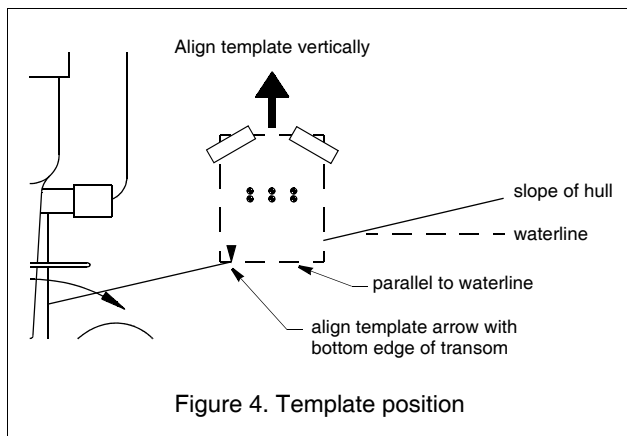 Align template vertically
slope of hull
waterline
parallel to waterline
align template arrow with
bottom edge of transom
Figure 4. Template position